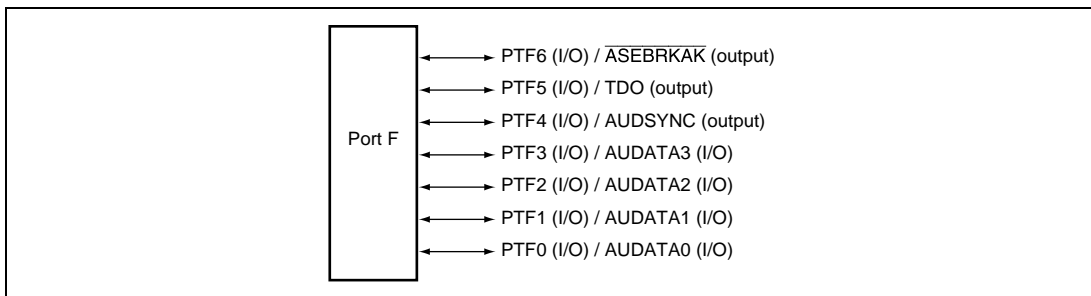 Port F
PTF6 (I/O) / ASEBRKAK (output)
PTF5 (I/O) / TDO (output)
PTF4 (I/O) / AUDSYNC (output)
PTF3 (I/O) / AUDATA3 (I/O)
PTF2 (I/O) / AUDATA2 (I/O)
PTF1 (I/O) / AUDATA1 (I/O)
PTF0 (I/O) / AUDATA0 (I/O)